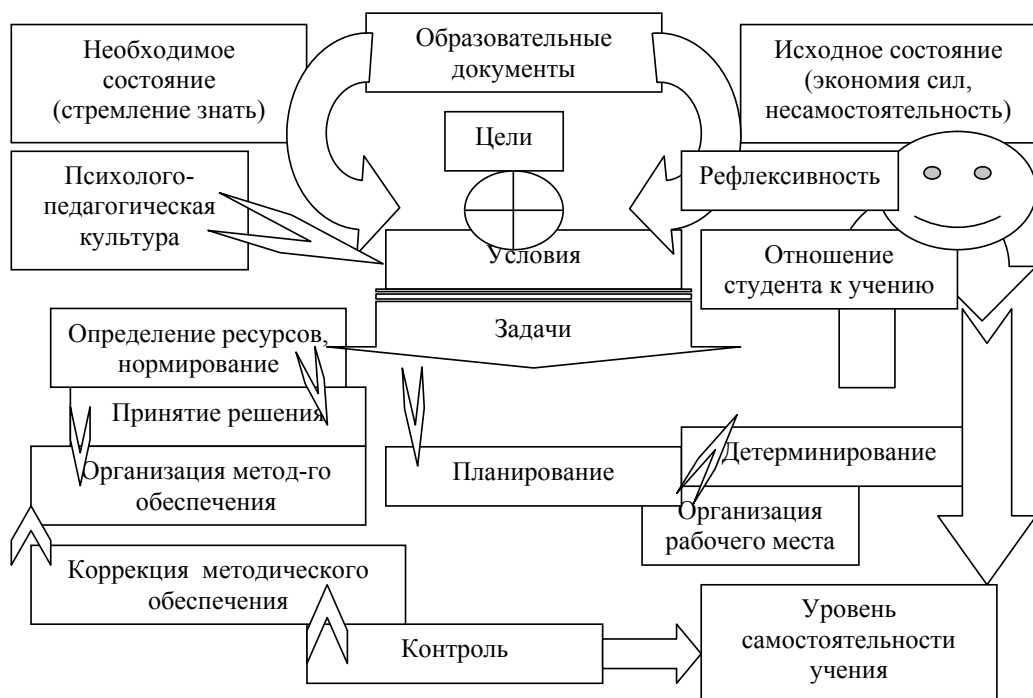 Необходимое
состояние
(стремление знать)
Образовательные
документы
Исходное состояние
(экономия сил,
несамостоятельность)
Цели
Психолого-
педагогическая
культура
Рефлексивность
Условия
Отношение
студента к учению
Задачи
Определение ресурсов,
нормирование
Принятие решения
Организация метод-го
обеспечения
Планирование
Детерминирование
Организация
рабочего места
Коррекция методического
обеспечения
Контроль
Уровень
самостоятельности
учения